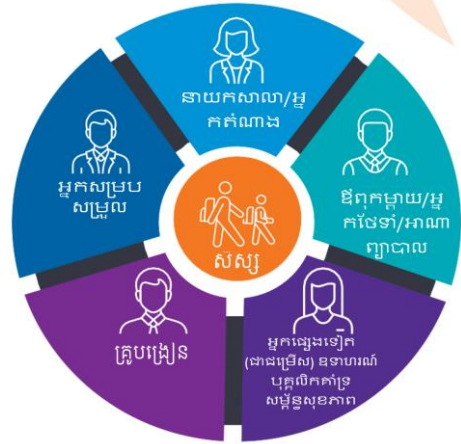 នាយកសាលា/អ្ន
កតំណាង
ឪពុកម្តាយ/អ្ន
កថែទាំ/អាណា
ព្យាបាល
អ្នកផ្សេងទៀត
(ជាជម្រើស) ឧទាហរណ៍
បុគ្គលិកគាំទ្រ
សម្ព័ន្ធសុខភាព
គ្រូបង្រៀន
អ្នកសម្រប
សម្រួល
សិស្ស